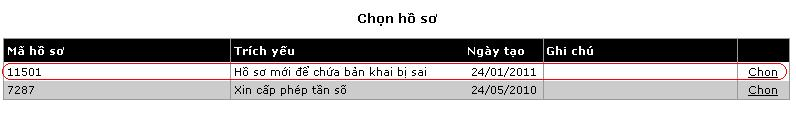 Chọn hồ sơ
Mã hồ sơ Trích yếu Ngày tạo Ghi chú
11501 Hồ sơ mới để chứa bản khai bị sai 24/01/2011 Chọn
7287 Xin cấp phép tần số 24/05/2010 Chọn